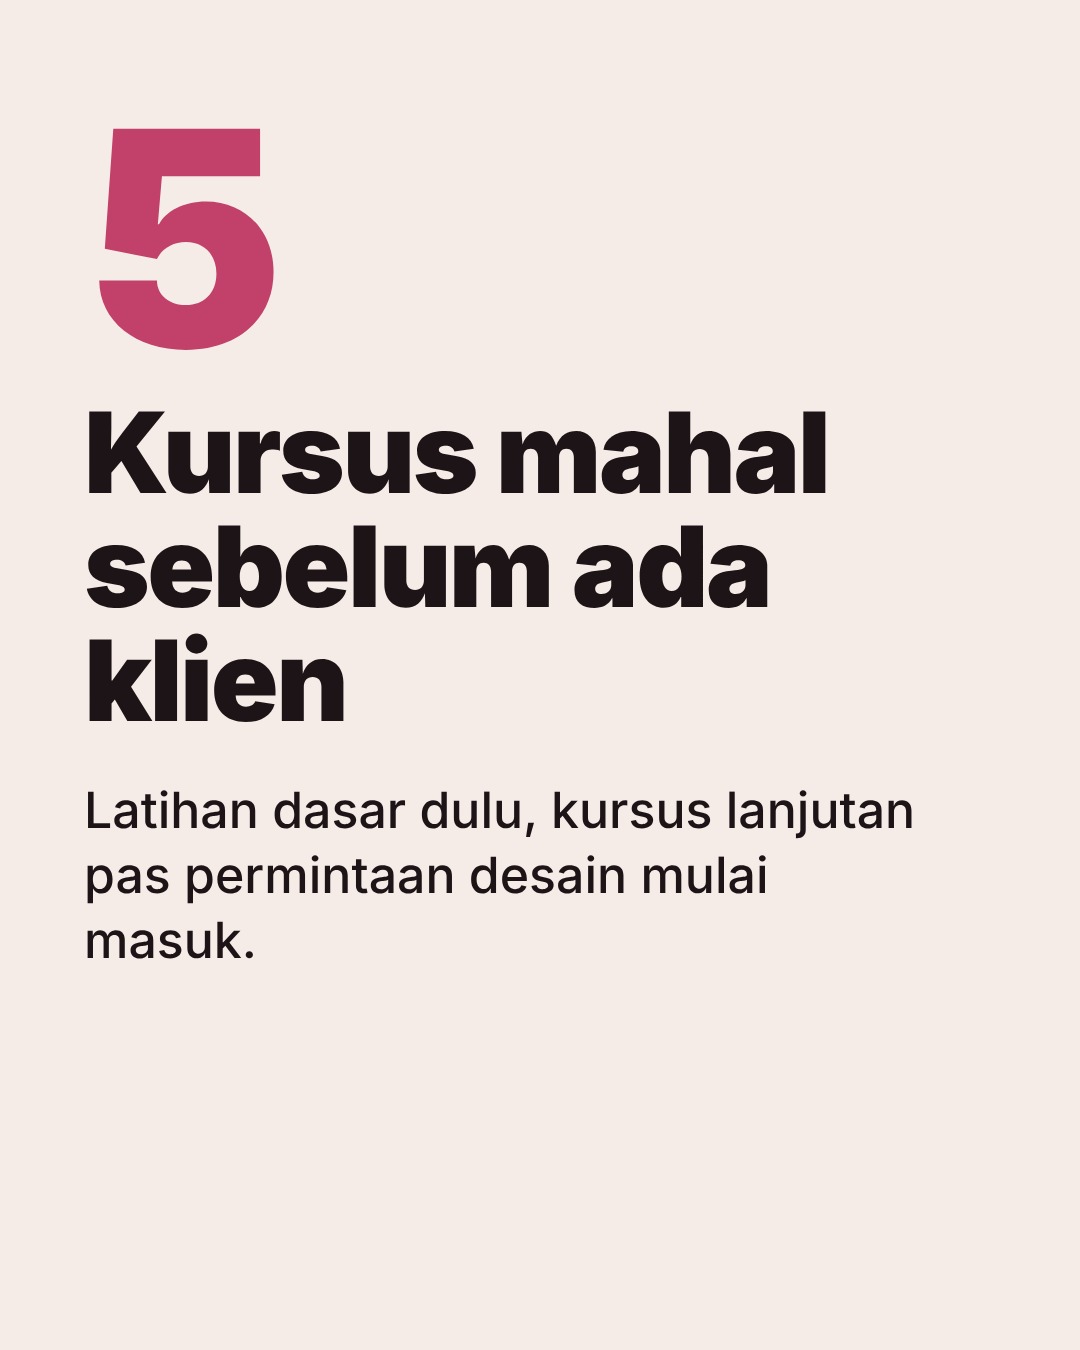 5
Kursus mahal
sebelum ada
klien
Latihan dasar dulu, kursus lanjutan
pas permintaan desain mulai
masuk.